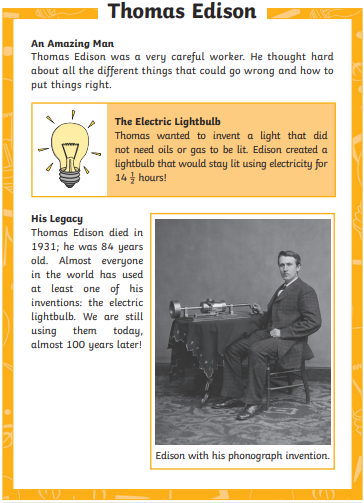 Thomas Edison
An Amazing Man
Thomas Edison was a very careful worker. He thought hard
about all the different things that could go wrong and how to
put things right.
The Electric Lightbulb
Thomas wanted to invent a light that did
not need oils or gas to be lit. Edison created a
lightbulb that would stay lit using electricity for
14 ½ hours!
His Legacy
Thomas Edison died in
1931; he was 84 years
old. Almost everyone
in the world has used
at least one of his
inventions: the electric
lightbulb. We are still
using them today,
almost 100 years later!
Edison with his phonograph invention.